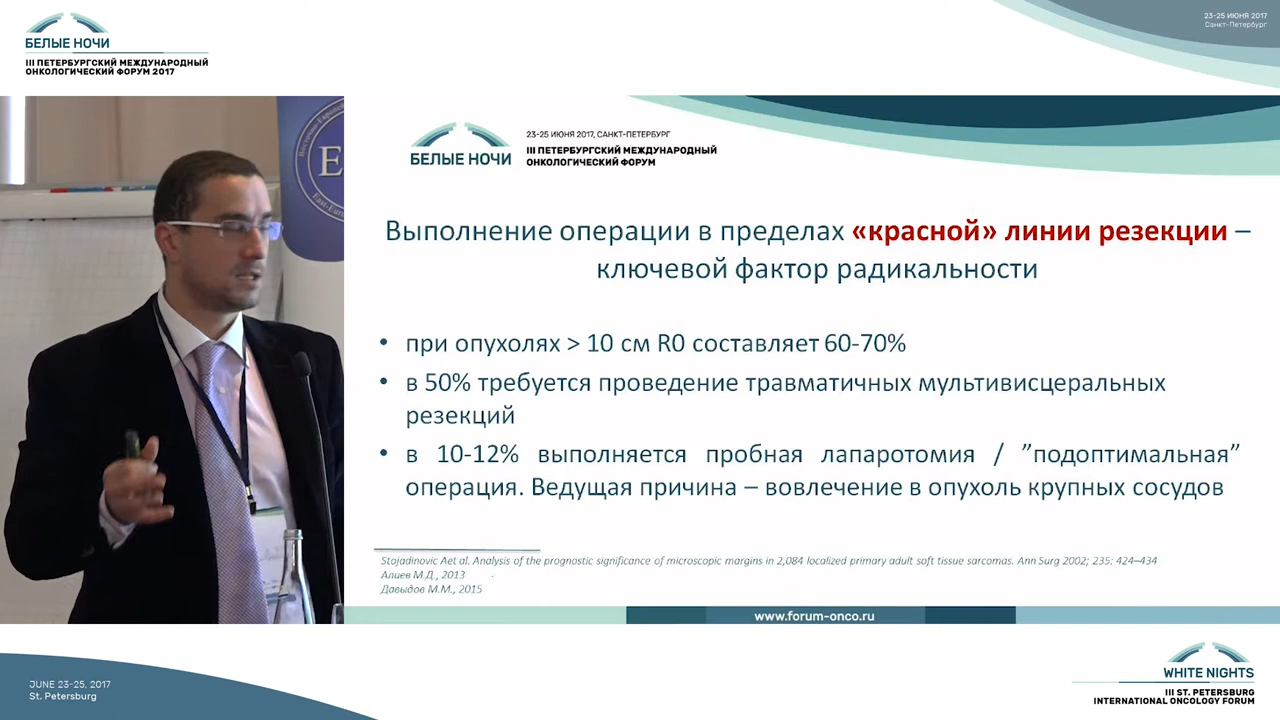 БЕЛЫЕ НОЧИ
III ПЕТЕРБУРГСКИЙ МЕЖДУНАРОДНЫЙ
ОНКОЛОГИЧЕСКИЙ ФОРУМ 2017
23-25 ИЮНЯ 2017
Санкт-Петербург
E
БЕЛЫЕ НОЧИ
23-25 ИЮНЯ 2017, САНКТ-ПЕТЕРБУРГ
III ПЕТЕРБУРГСКИЙ МЕЖДУНАРОДНЫЙ
ОНКОЛОГИЧЕСКИЙ ФОРУМ
Выполнение операции в пределах «красной» линии резекции –
ключевой фактор радикальности
• при опухолях > 10 см R0 составляет 60-70%
• в 50% требуется проведение травматичных мультивисцеральных
резекций
• в 10-12% выполняется пробная лапаротомия / ”подоптимальная”
операция. Ведущая причина – вовлечение в опухоль крупных сосудов
Stojadinovic Aet al. Analysis of the prognostic significance of microscopic margins in 2,084 localized primary adult soft tissue sarcomas. Ann Surg 2002; 235: 424–434
Алиев М.Д., 2013
Давыдов М.М., 2015
www.forum-onco.ru
JUNE 23-25, 2017
St. Petersburg
WHITE NIGHTS
III ST. PETERSBURG
INTERNATIONAL ONCOLOGY FORUM